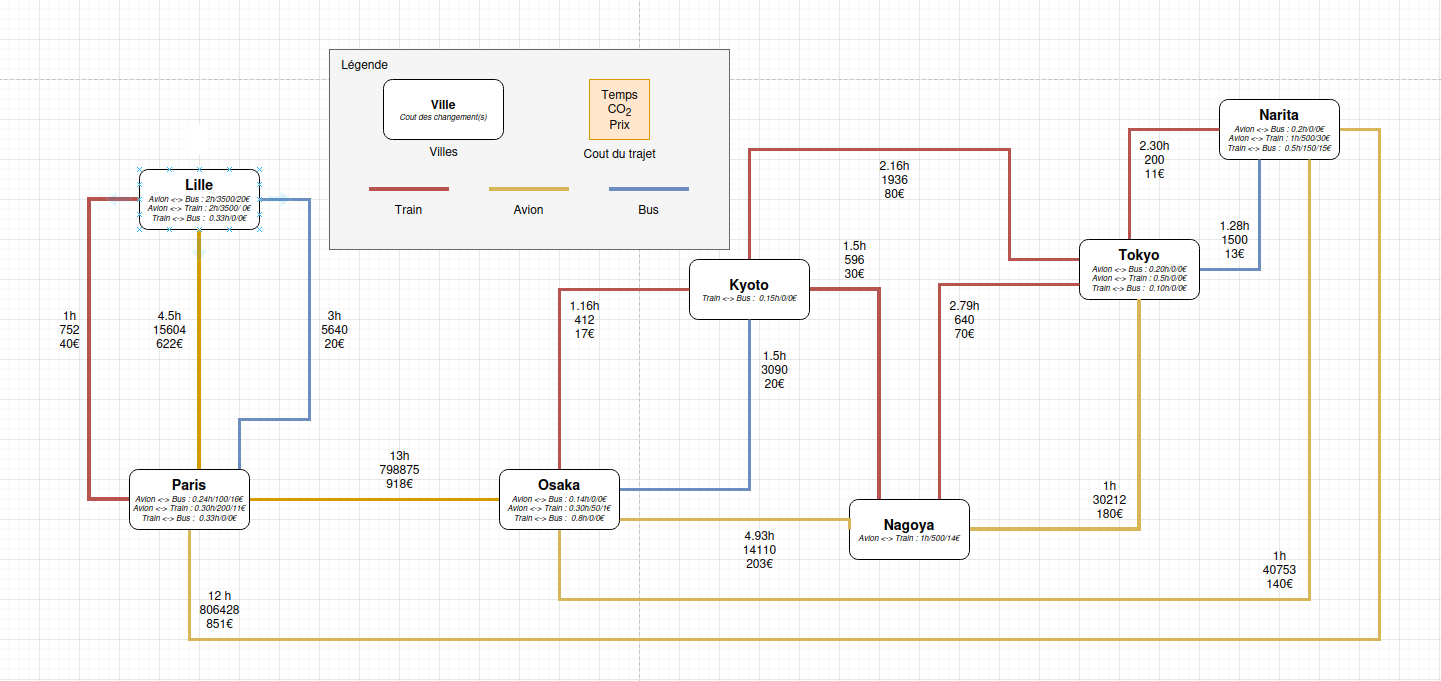 Légende
Ville
Cout des changement(s)
Villes
Temps
CO2
Prix
Cout du trajet
Train
Avion
Bus
Lille
Avion <-> Bus : 2h/3500/20€
Avion <-> Train : 2h/3500/ 0€
Train <-> Bus : 0.33h/0/0€
Narita
Avion <-> Bus : 0.2h/0/0€
Avion <-> Train : 1h/500/30€
Train <-> Bus : 0.5h/150/15€
2.30h
200
11€
2.16h
1936
80€
1.28h
1500
13€
Tokyo
Avion <-> Bus : 0.20h/0/0€
Avion <-> Train : 0.5h/0/0€
Train <-> Bus : 0.10h/0/0€
1.5h
596
30€
Kyoto
Train <-> Bus : 0.15h/0/0€
1h
752
40€
4.5h
15604
622€
3h
5640
20€
1.16h
412
17€
2.79h
640
70€
1.5h
3090
20€
13h
798875
918€
Paris
Avion <-> Bus : 0.24h/100/16€
Avion <-> Train : 0.30h/200/11€
Train <-> Bus : 0.33h/0/0€
Osaka
Avion <-> Bus : 0.14h/0/0€
Avion <-> Train : 0.30h/50/1€
Train <-> Bus : 0.8h/0/0€
1h
30212
180€
Nagoya
Avion <-> Train : 1h/500/14€
4.93h
14110
203€
1h
40753
140€
12 h
806428
851€